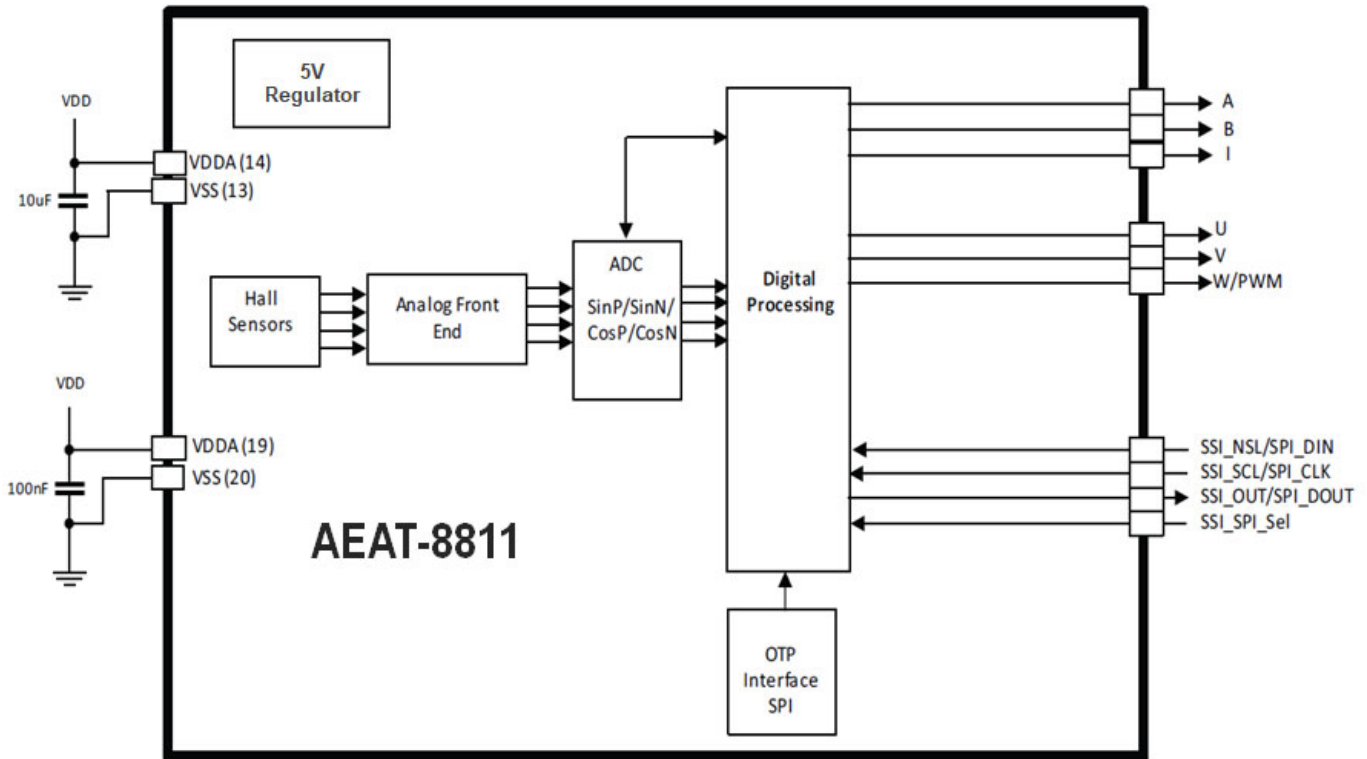 5V
Regulator
VDD
VDDA (14)
VSS (13)
10uF
A
B
I
U
V
W/PWM
Hall
Sensors
Analog Front
End
ADC
SinP/SinN/
CosP/CosN
Digital
Processing
VDD
VDDA (19)
VSS (20)
100nF
SSI_NSL/SPI_DIN
SSI_SCL/SPI_CLK
SSI_OUT/SPI_DOUT
SSI_SPI_Sel
AEAT-8811
OTP
Interface
SPI